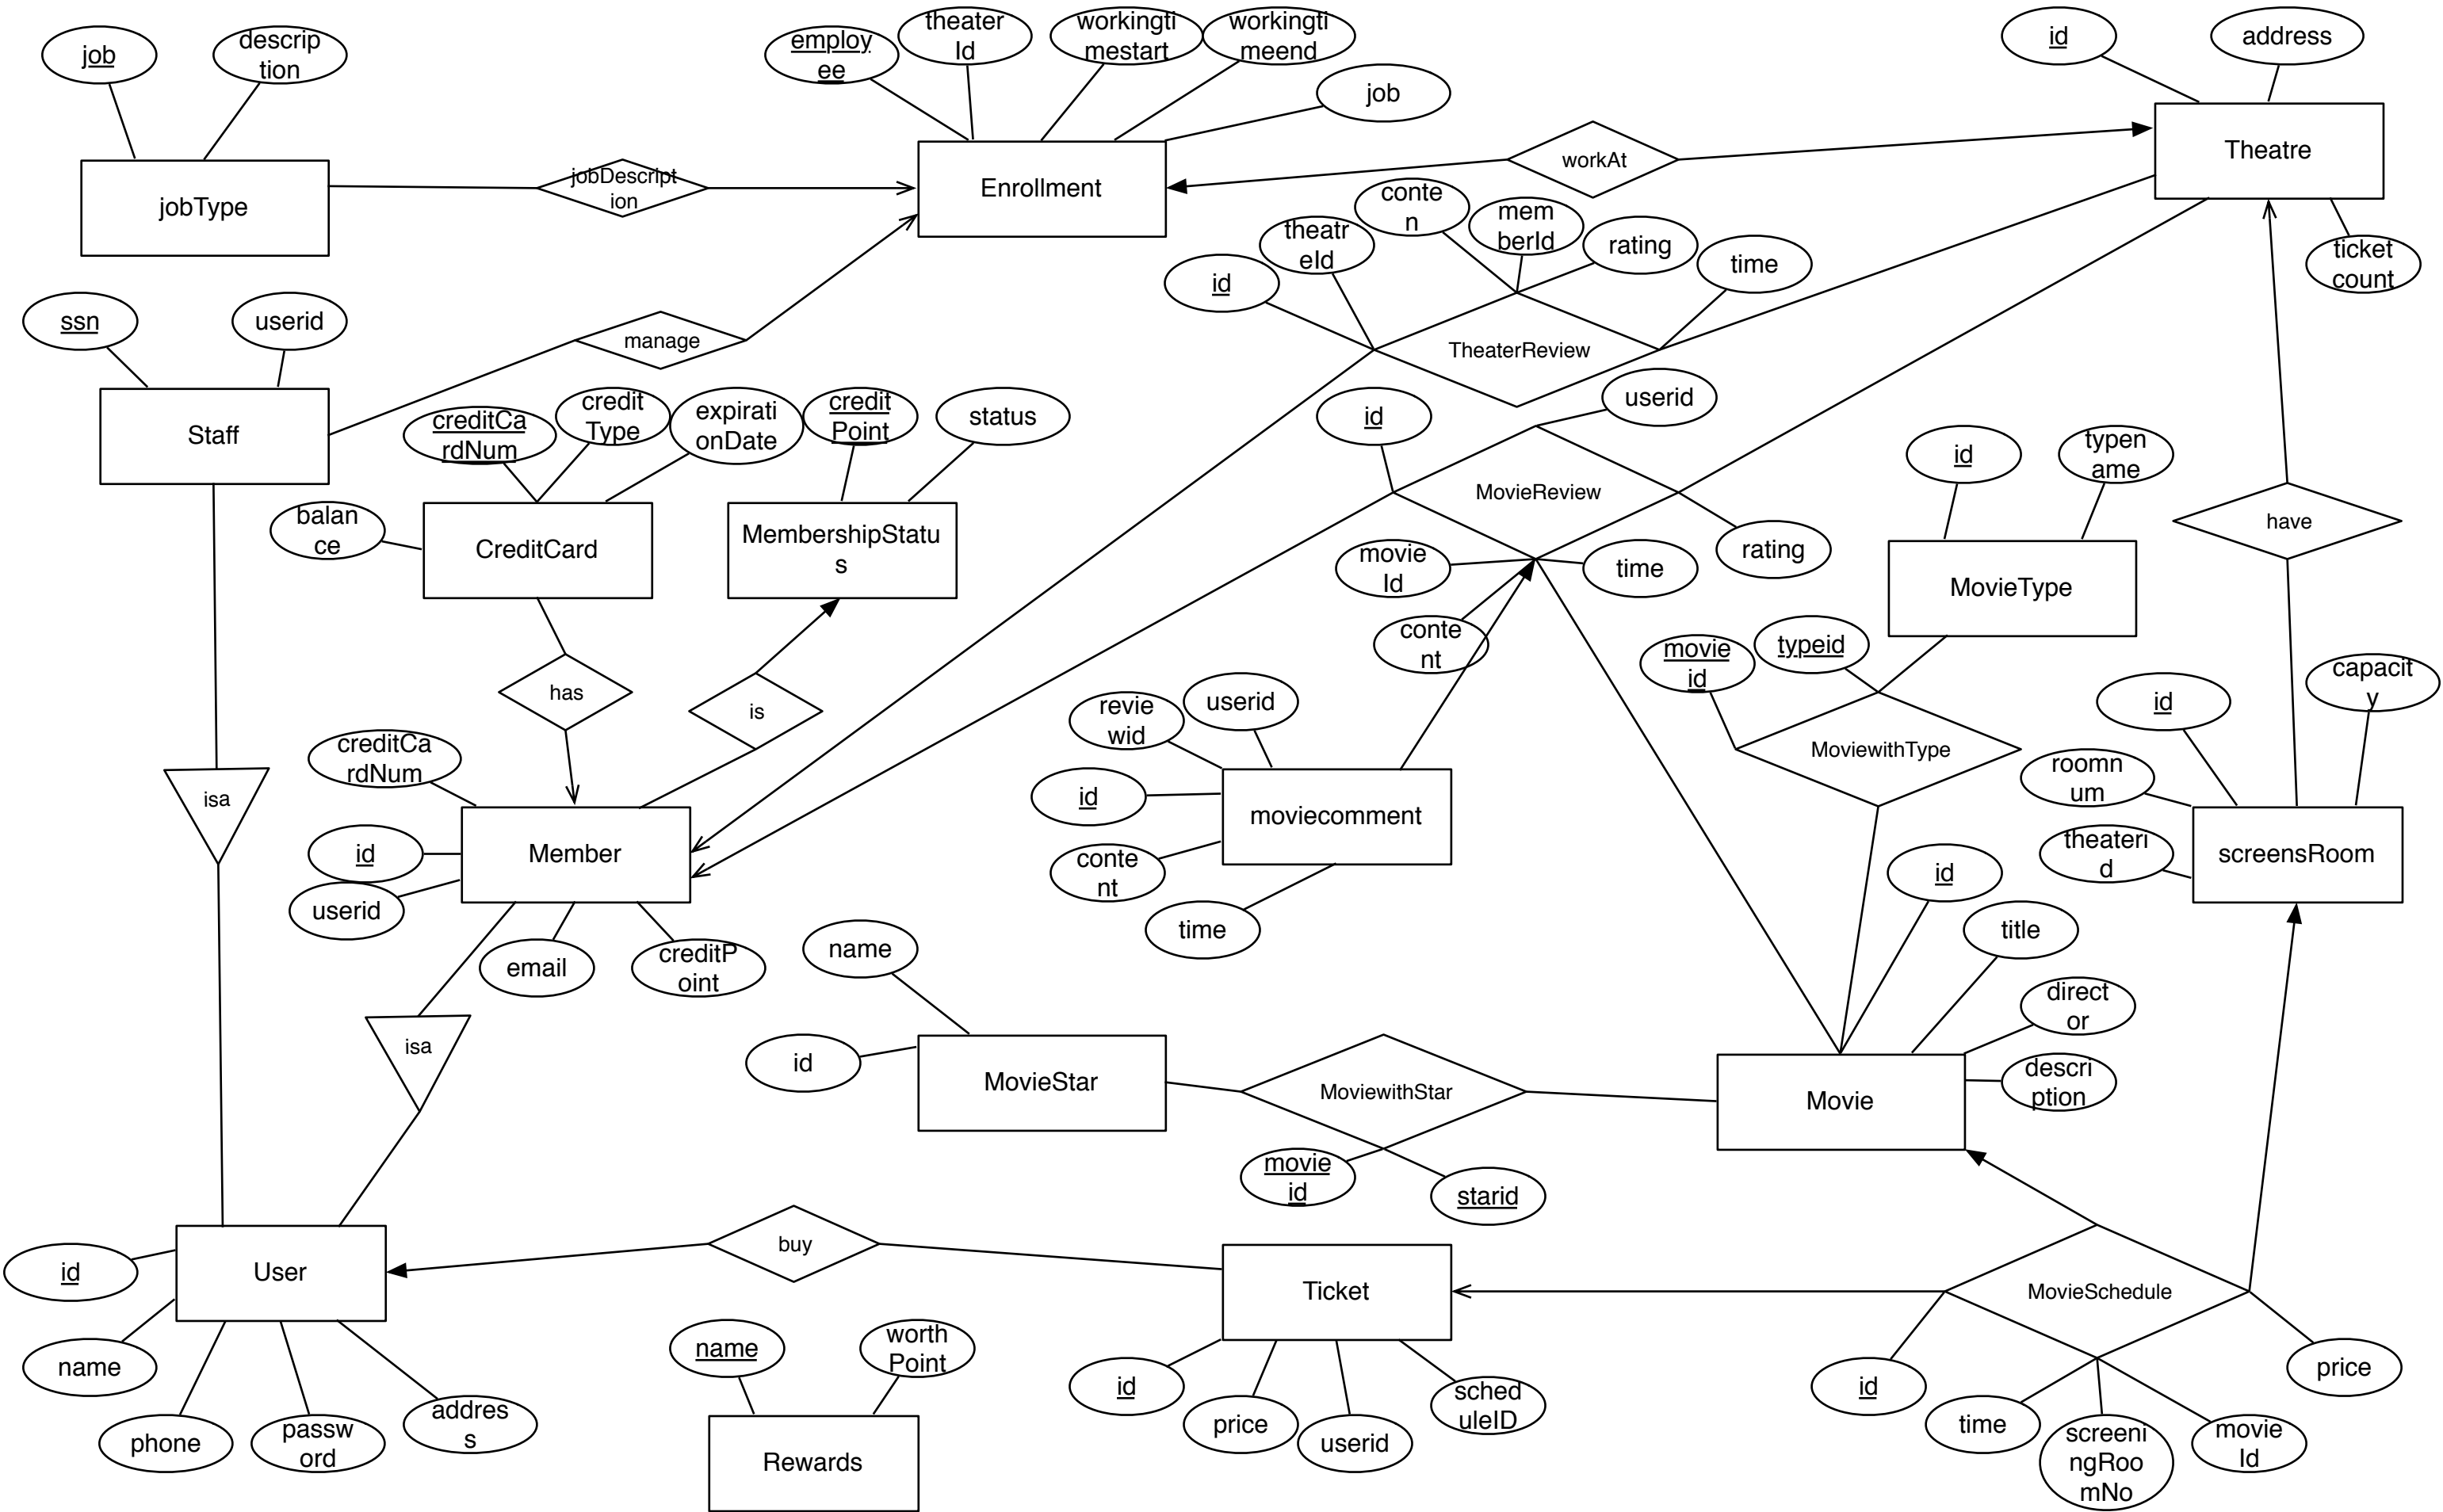 job
descrip
tion
employ
ee
theater
Id
workingti
mestart
workingti
meend
job
id
address
jobType
jobDescript
ion
Enrollment
workAt
Theatre
ticket
count
ssn
userid
manage
id
theatr
eId
conte
n
mem
berId
rating
time
TheaterReview
Staff
creditCa
rdNum
credit
Type
expirati
onDate
credit
Point
status
balan
ce
CreditCard
MembershipStatu
s
id
userid
MovieReview
movie
Id
time
rating
conte
nt
id
typen
ame
MovieType
have
has
is
movie
id
typeid
MoviewithType
id
capacit
y
roomn
um
theateri
d
screensRoom
isa
creditCa
rdNum
id
userid
Member
email
creditP
oint
revie
wid
userid
id
conte
nt
time
moviecomment
isa
name
id
MovieStar
MoviewithStar
movie
id
starid
id
title
direct
or
descri
ption
Movie
id
name
phone
passw
ord
addres
s
User
buy
Ticket
id
price
userid
sched
uleID
MovieSchedule
id
time
screeni
ngRoo
mNo
movie
Id
price
name
worth
Point
Rewards